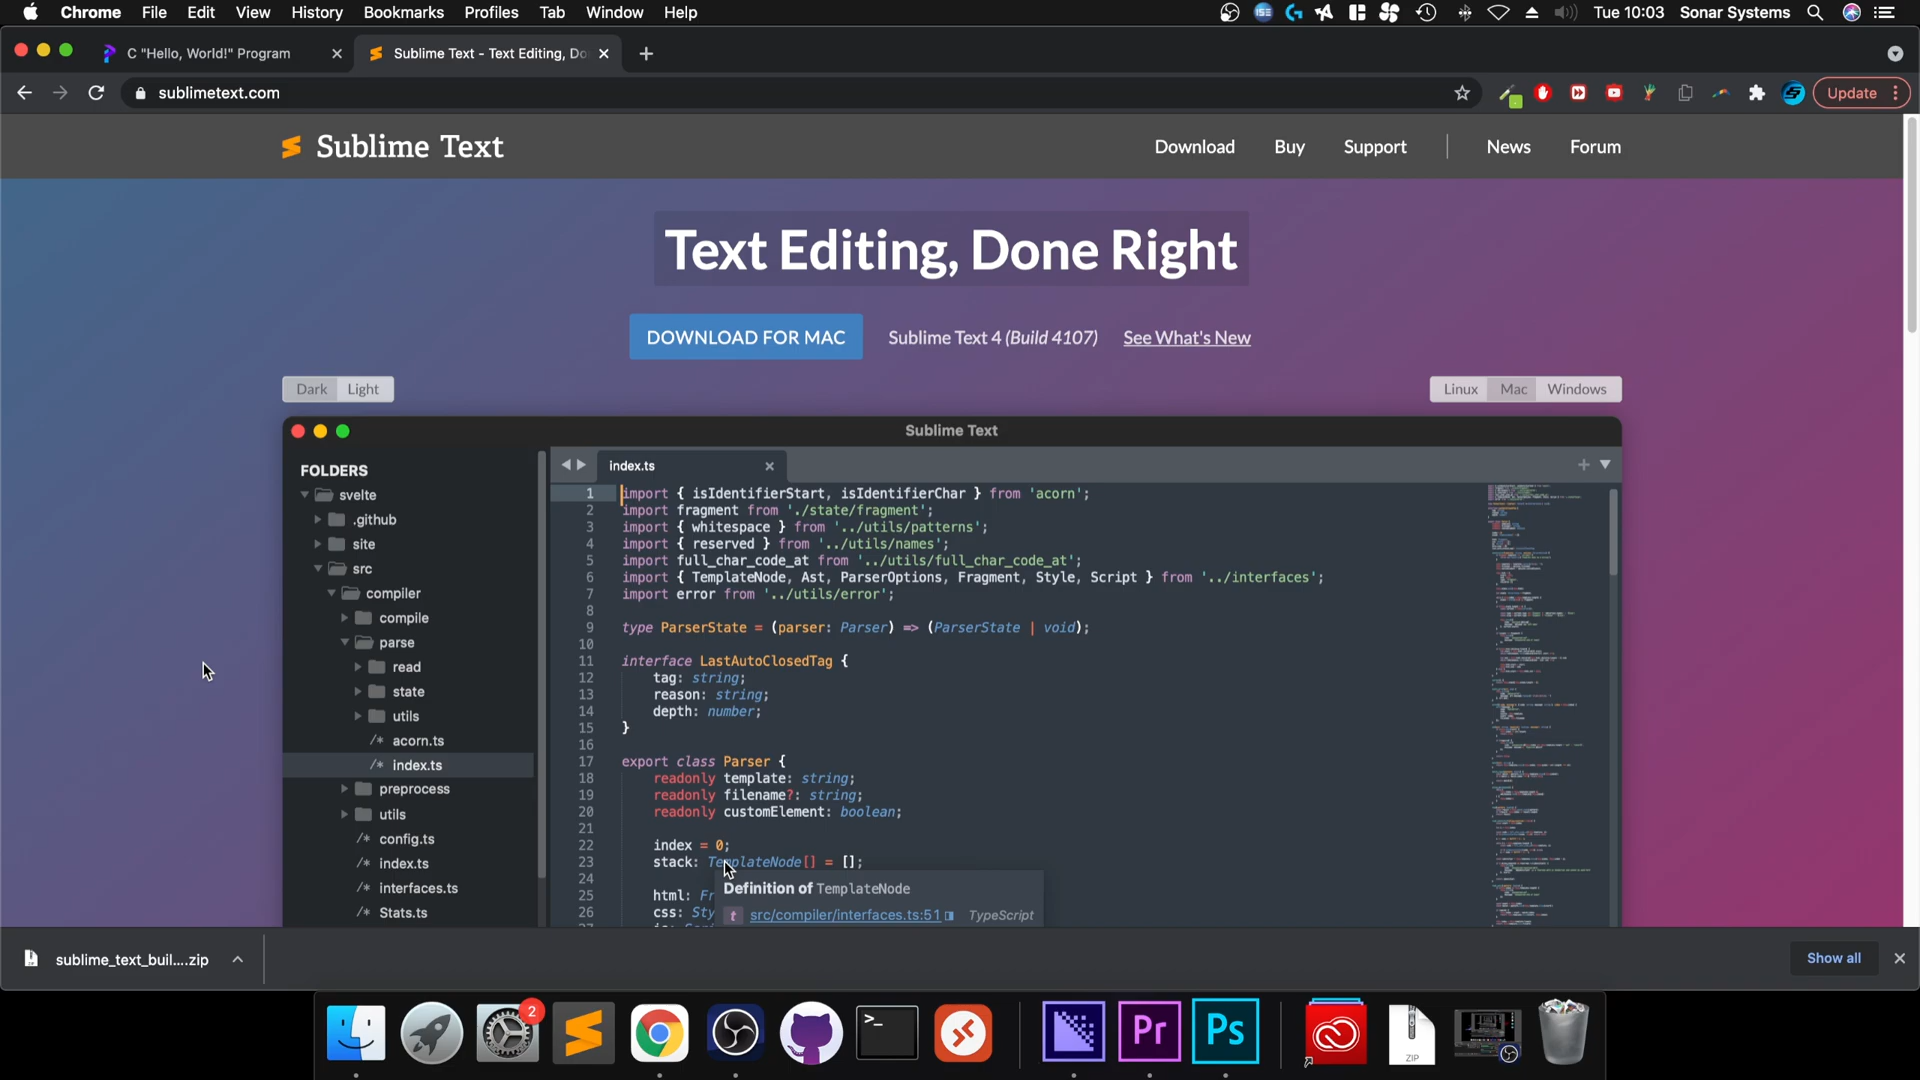 Chrome File Edit View History Bookmarks Profiles Tab Window Help
Tue 10:03 Sonar Systems
C "Hello, World!" Program
Sublime Text - Text Editing, Do
sublimetext.com
Update
Sublime Text
Download Buy Support News Forum
Text Editing, Done Right
DOWNLOAD FOR MAC Sublime Text 4 (Build 4107) See What's New
Dark Light
Linux Mac Windows
Sublime Text
FOLDERS
svelte
.github
site
src
compiler
compile
parse
read
state
utils
/* acorn.ts
/* index.ts
preprocess
utils
/* config.ts
/* index.ts
/* interfaces.ts
/* Stats.ts
index.ts
1 import { isIdentifierStart, isIdentifierChar } from 'acorn';
2 import fragment from './state/fragment';
3 import { whitespace } from '../utils/patterns';
4 import { reserved } from '../utils/names';
5 import full_char_code_at from '../utils/full_char_code_at';
6 import { TemplateNode, Ast, ParserOptions, Fragment, Style, Script } from '../interfaces';
7 import error from '../utils/error';
8
9 type ParserState = (parser: Parser) => (ParserState | void);
10
11 interface LastAutoClosedTag {
12 tag: string;
13 reason: string;
14 depth: number;
15 }
16
17 export class Parser {
18 readonly template: string;
19 readonly filename?: string;
20 readonly customElement: boolean;
21
22 index = 0;
23 stack: TemplateNode[] = [];
24
25 html: Fr
26 css: Sty
Definition of TemplateNode
t src/compiler/interfaces.ts:51 TypeScript
sublime_text_buil....zip
Show all
2
>_
Pr
Ps
ZIP